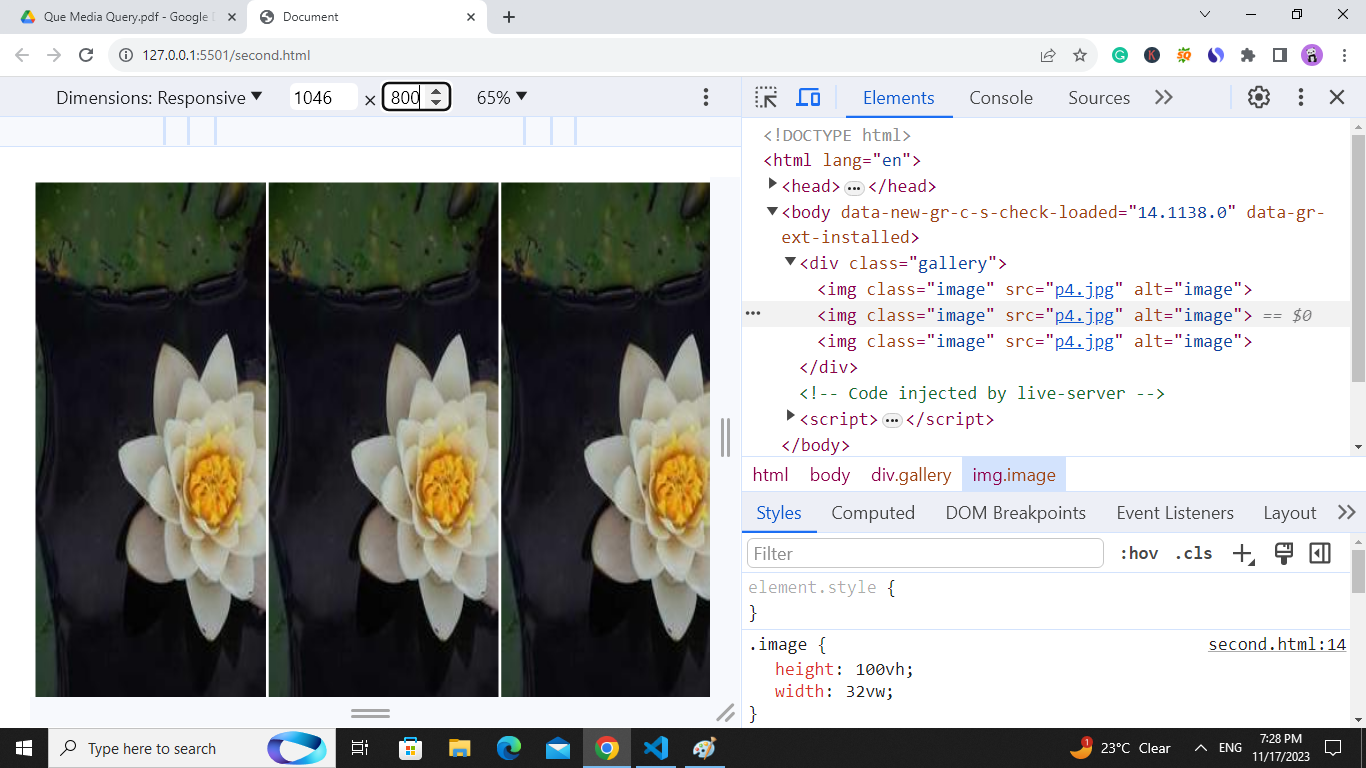 Que Media Query.pdf - Google
Document
127.0.0.1:5501/second.html
Dimensions: Responsive
1046 × 800 65%
Elements Console Sources
<!DOCTYPE html>
<html lang="en">
<head> ••• </head>
<body data-new-gr-c-s-check-loaded="14.1138.0" data-gr-
ext-installed>
<div class="gallery">
<img class="image" src="p4.jpg" alt="image">
<img class="image" src="p4.jpg" alt="image"> == $0
<img class="image" src="p4.jpg" alt="image">
</div>
<!-- Code injected by live-server -->
<script> ••• </script>
</body>
html body div.gallery img.image
Styles Computed DOM Breakpoints Event Listeners Layout
Filter
:hov .cls
element.style {
}
.image {
second.html:14
height: 100vh;
width: 32vw;
}
Type here to search
1
23°C Clear
ENG
7:28 PM
11/17/2023